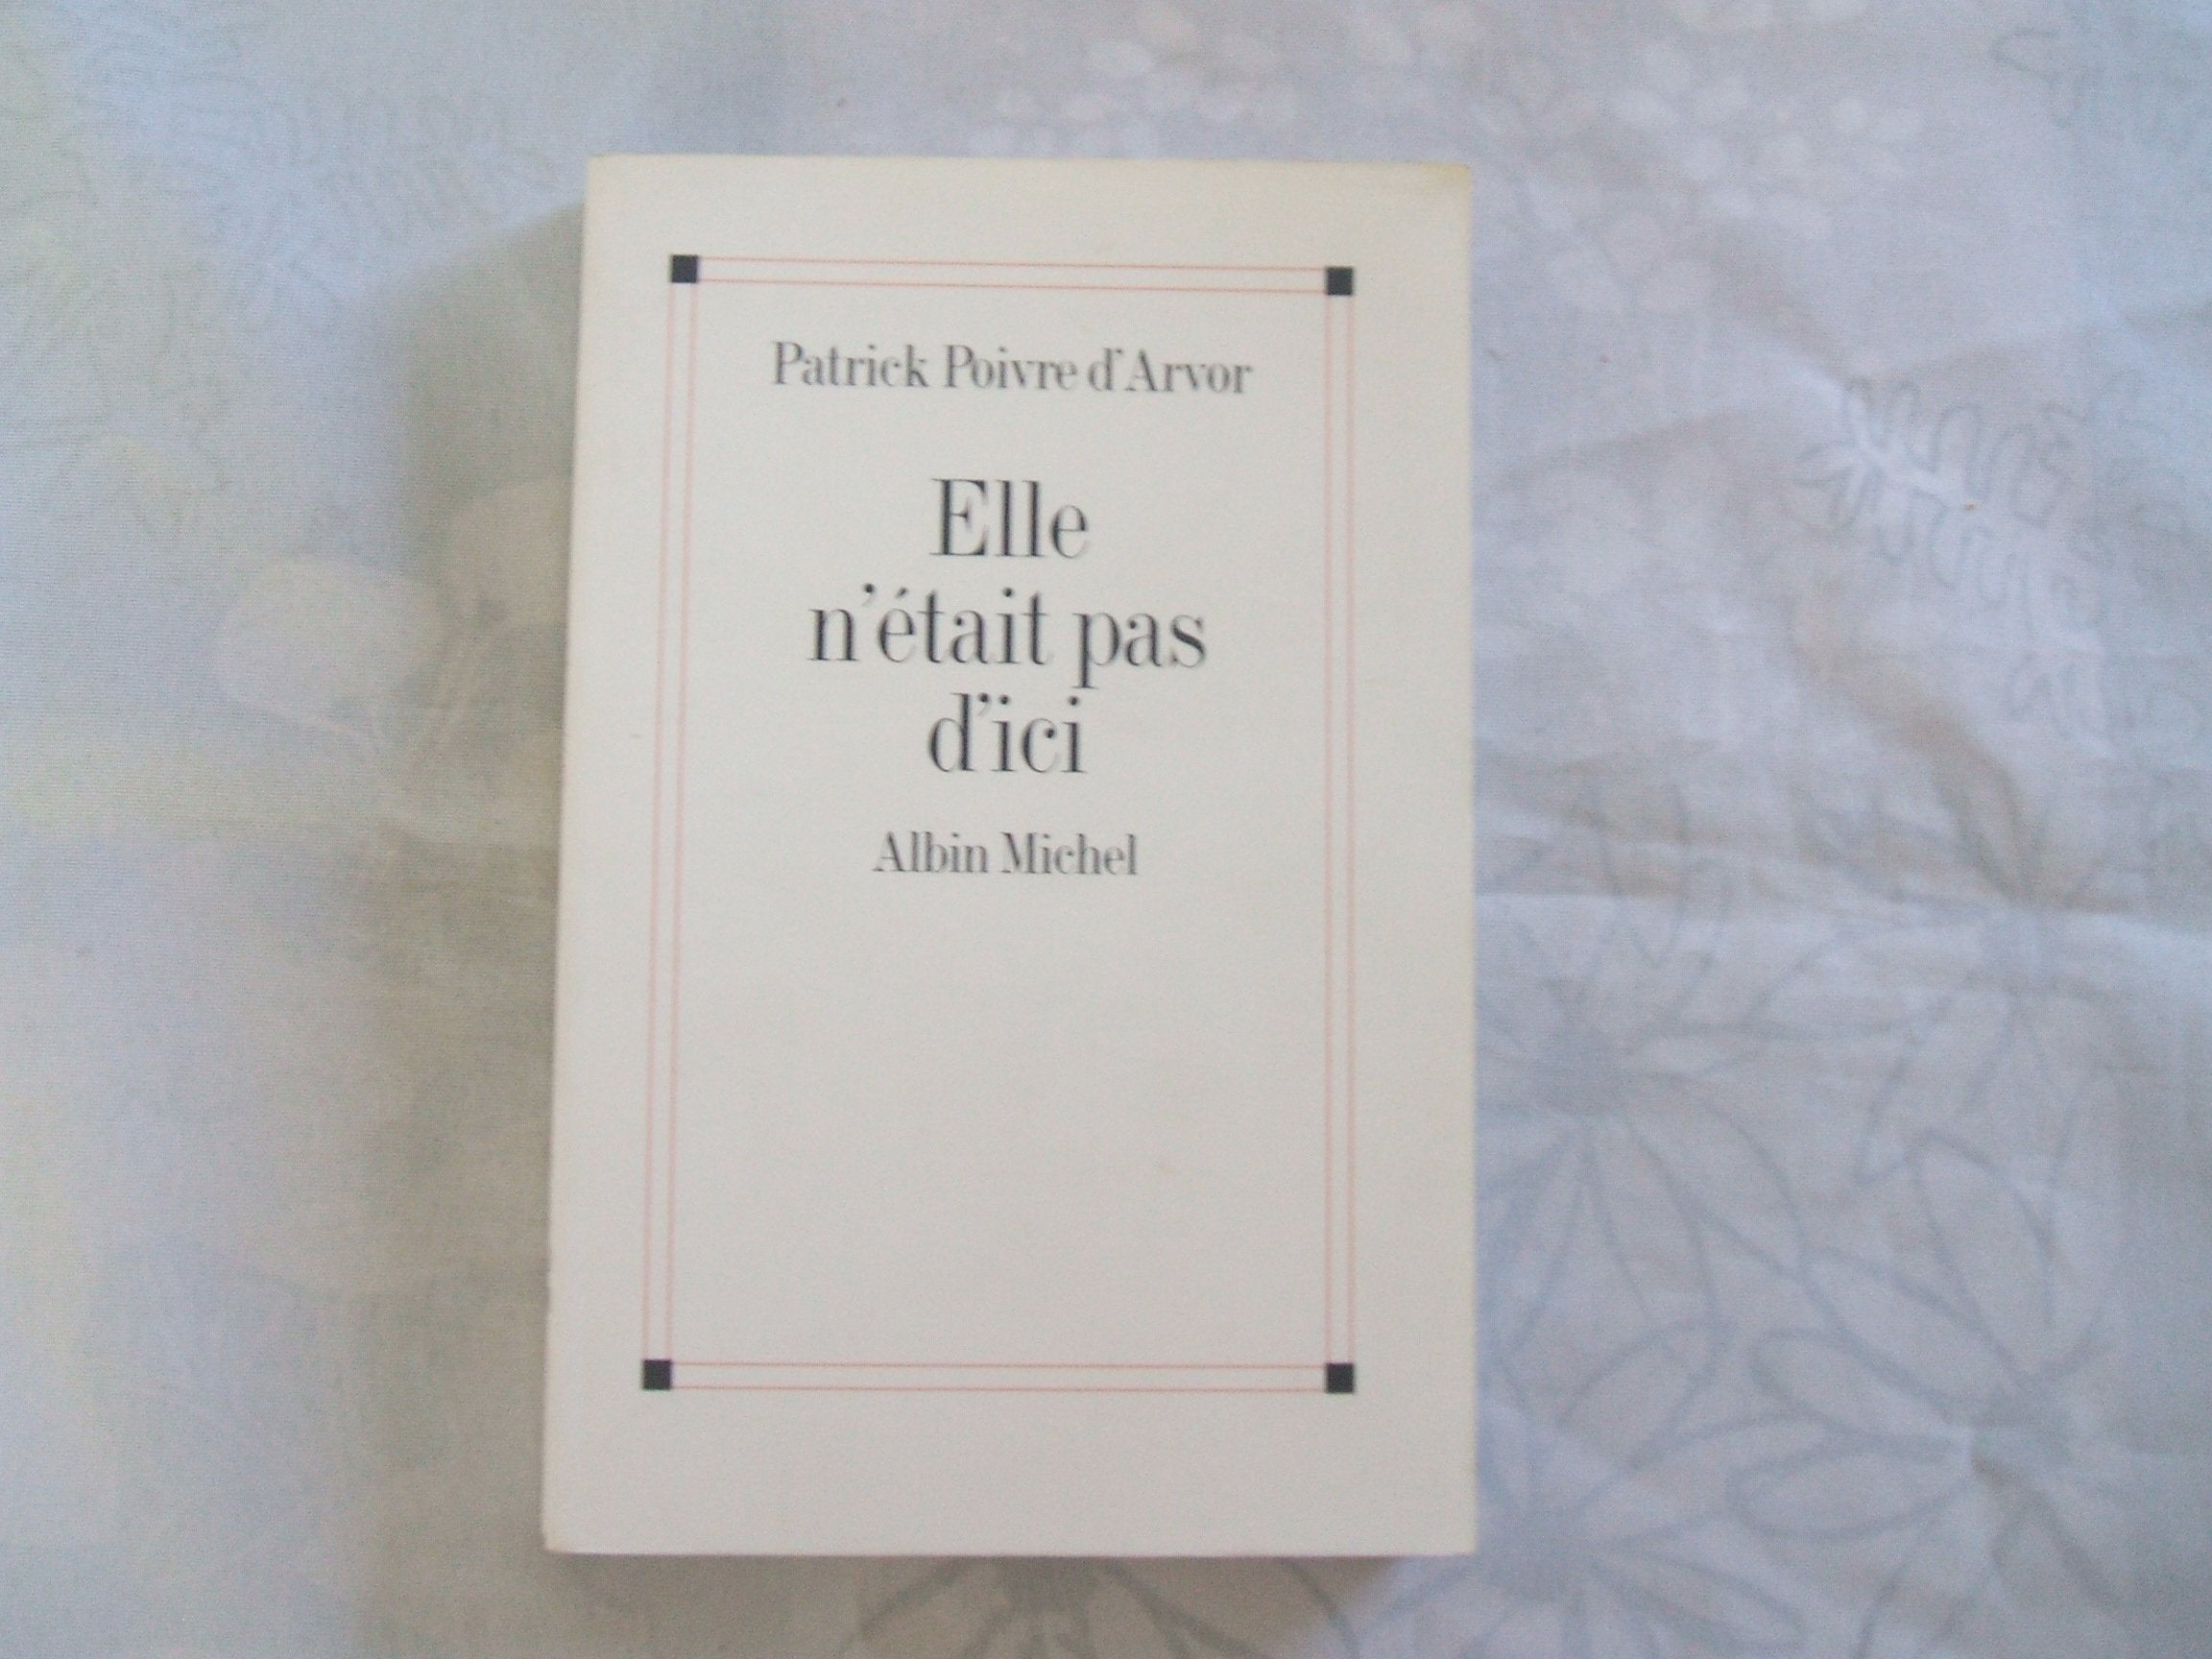 Patrick Poivre d'Arvor
Elle
n'était pas
d'ici
Albin Michel